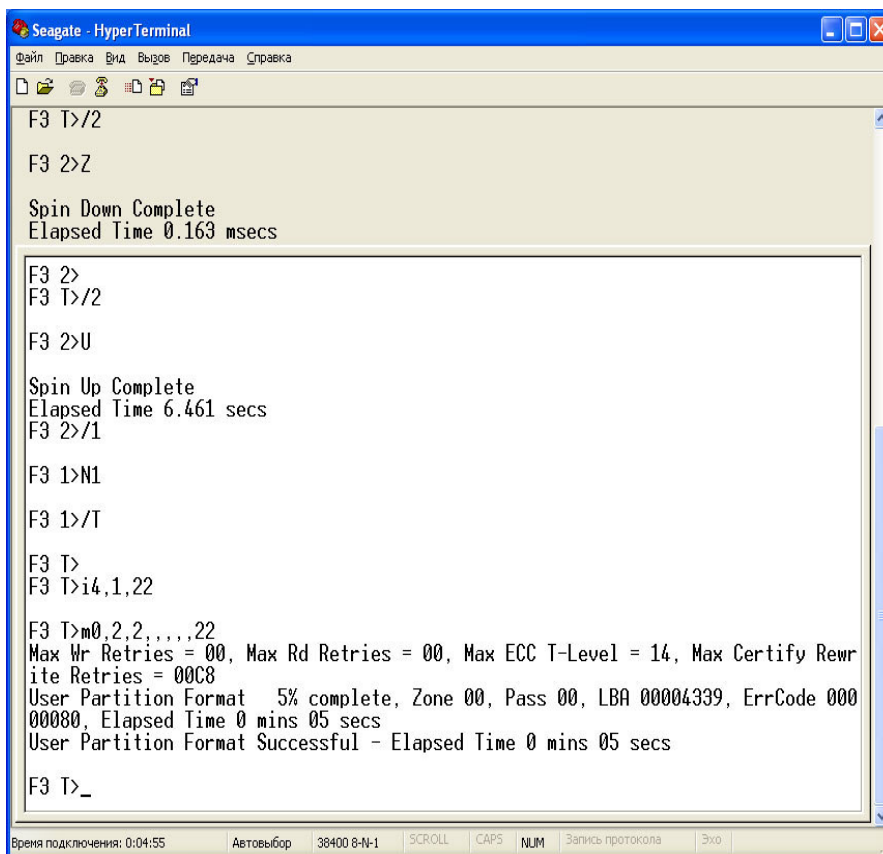 Seagate - HyperTerminal
Файл Правка Вид Вызов Передача Справка
F3 T>/2
F3 2>Z
Spin Down Complete
Elapsed Time 0.163 msecs
F3 2>
F3 T>/2
F3 2>U
Spin Up Complete
Elapsed Time 6.461 secs
F3 2>/1
F3 1>N1
F3 1>/T
F3 T>
F3 T>i4,1,22
F3 T>m0,2,2,,,,,22
Max Wr Retries = 00, Max Rd Retries = 00, Max ECC T-Level = 14, Max Certify Rewr
ite Retries = 00C8
User Partition Format   5% complete, Zone 00, Pass 00, LBA 00004339, ErrCode 000
00080, Elapsed Time 0 mins 05 secs
User Partition Format Successful - Elapsed Time 0 mins 05 secs
F3 T>_
Время подключения: 0:04:55 Автовыбор 38400 8-N-1 SCROLL CAPS NUM Запись протокола Эхо